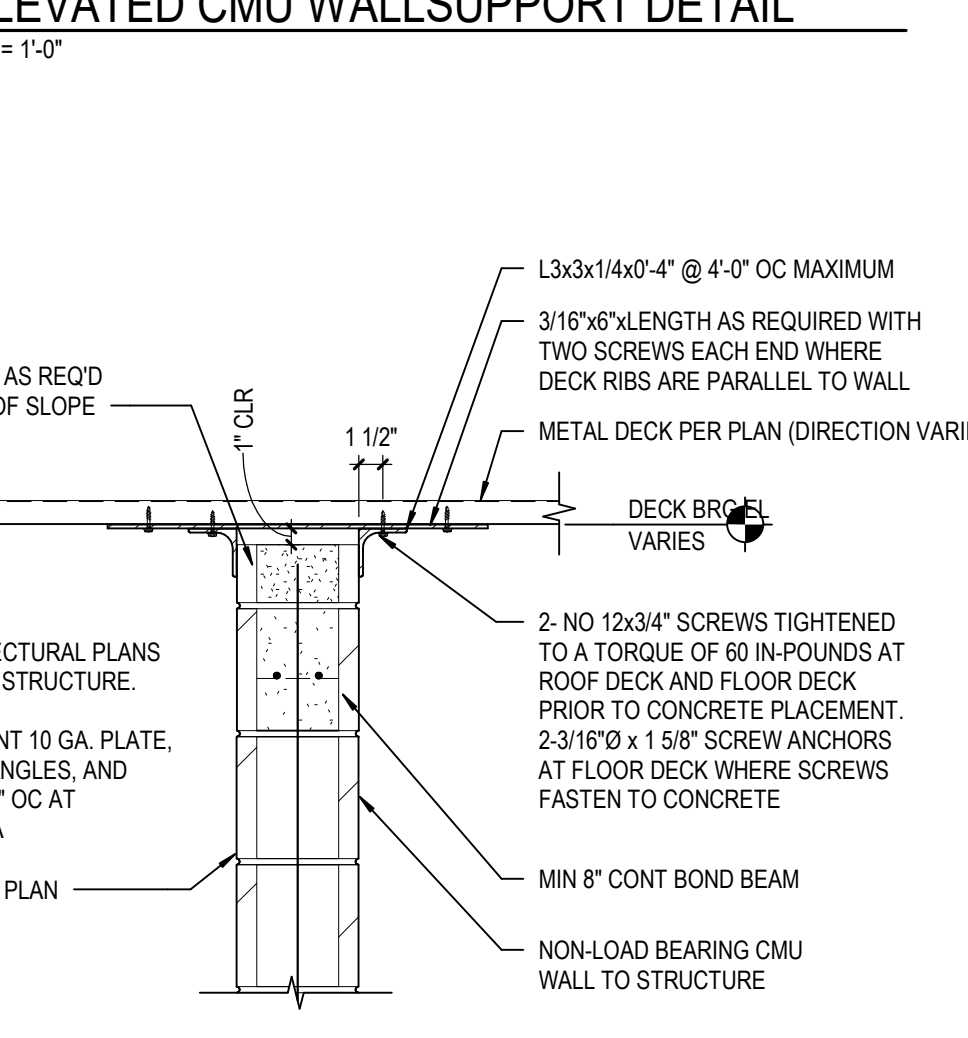 LEVATED CMU WALLSUPPORT DETAIL
= 1'-0"
L3x3x1/4x0'-4" @ 4'-0" OC MAXIMUM
3/16"x6"xLENGTH AS REQUIRED WITH
TWO SCREWS EACH END WHERE
DECK RIBS ARE PARALLEL TO WALL
AS REQ'D
OF SLOPE
1" CLR
1 1/2"
METAL DECK PER PLAN (DIRECTION VARI
DECK BRG EL
VARIES
2- NO 12x3/4" SCREWS TIGHTENED
TO A TORQUE OF 60 IN-POUNDS AT
ROOF DECK AND FLOOR DECK
PRIOR TO CONCRETE PLACEMENT.
2-3/16"Ø x 1 5/8" SCREW ANCHORS
AT FLOOR DECK WHERE SCREWS
FASTEN TO CONCRETE
ECTURAL PLANS
STRUCTURE.
NT 10 GA. PLATE,
NGLES, AND
" OC AT
A
PLAN
MIN 8" CONT BOND BEAM
NON-LOAD BEARING CMU
WALL TO STRUCTURE